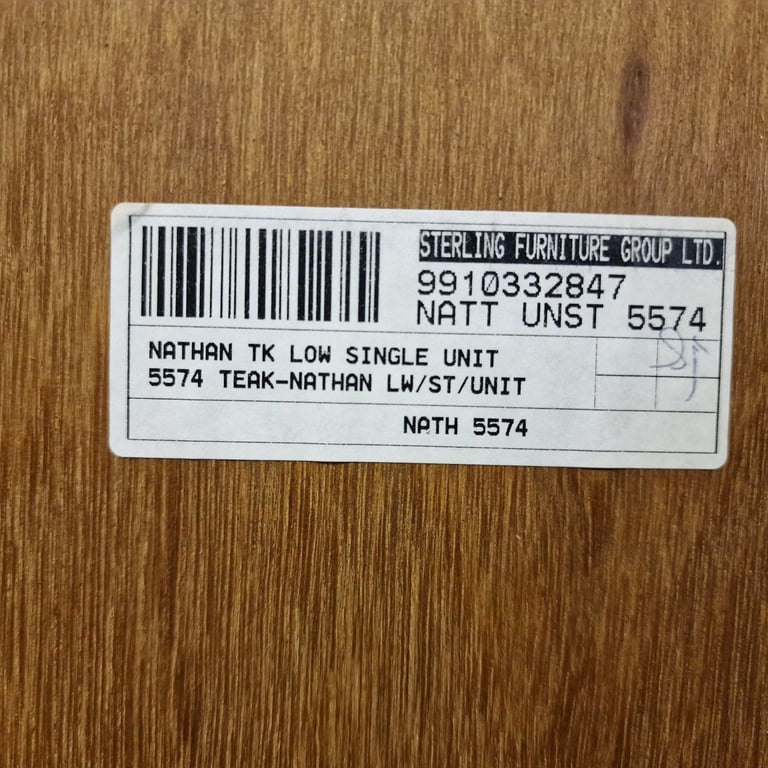 STERLING FURNITURE GROUP LTD.
9910332847
NATT UNST 5574
NATHAN TK LOW SINGLE UNIT
5574 TEAK-NATHAN LW/ST/UNIT
NATH 5574